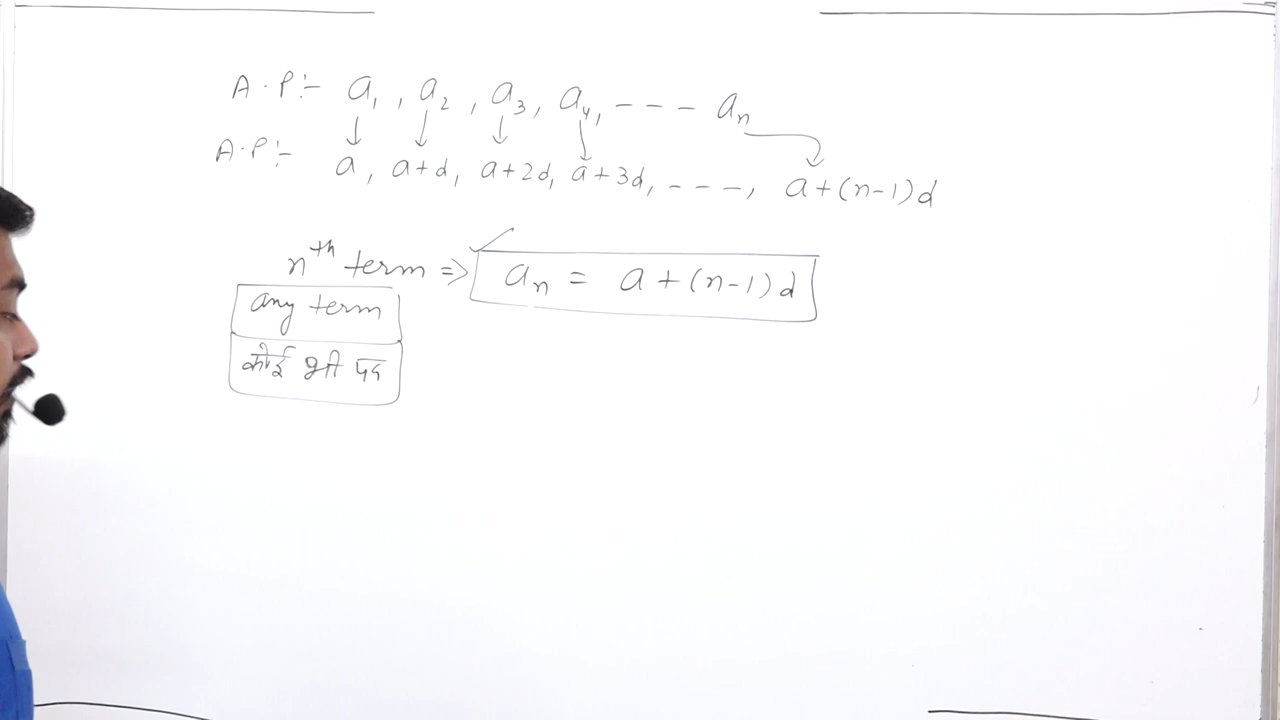 A.P:- a₁, a₂, a₃, a₄, --- aₙ
↓ ↓ ↓ ↓ ↓
A.P:- a, a+d, a+2d, a+3d, ---, a+(n-1)d
nᵗʰ term ⇒ aₙ = a+(n-1)d
any term
कोई भी पद